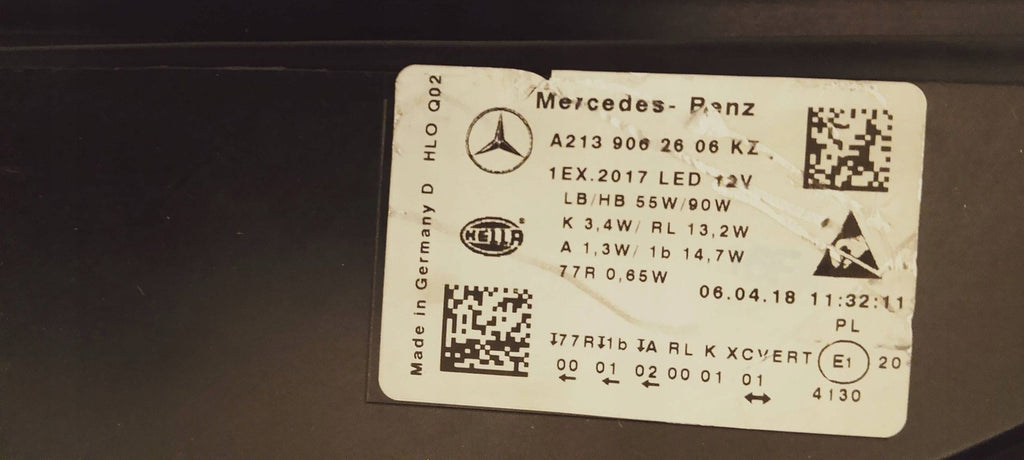 Mercedes-Benz
A213 906 26 06 KZ
1EX.2017 LED 12V
LB/HB 55W/90W
K 3,4W/ RL 13,2W
A 1,3W/ 1b 14,7W
77R 0,65W
HELLA
06.04.18 11:32:11
PL
I77RI1b IA RL K XCVERT E1 20
00 01 02 00 01 01
4130
Made in Germany D HLO Q02